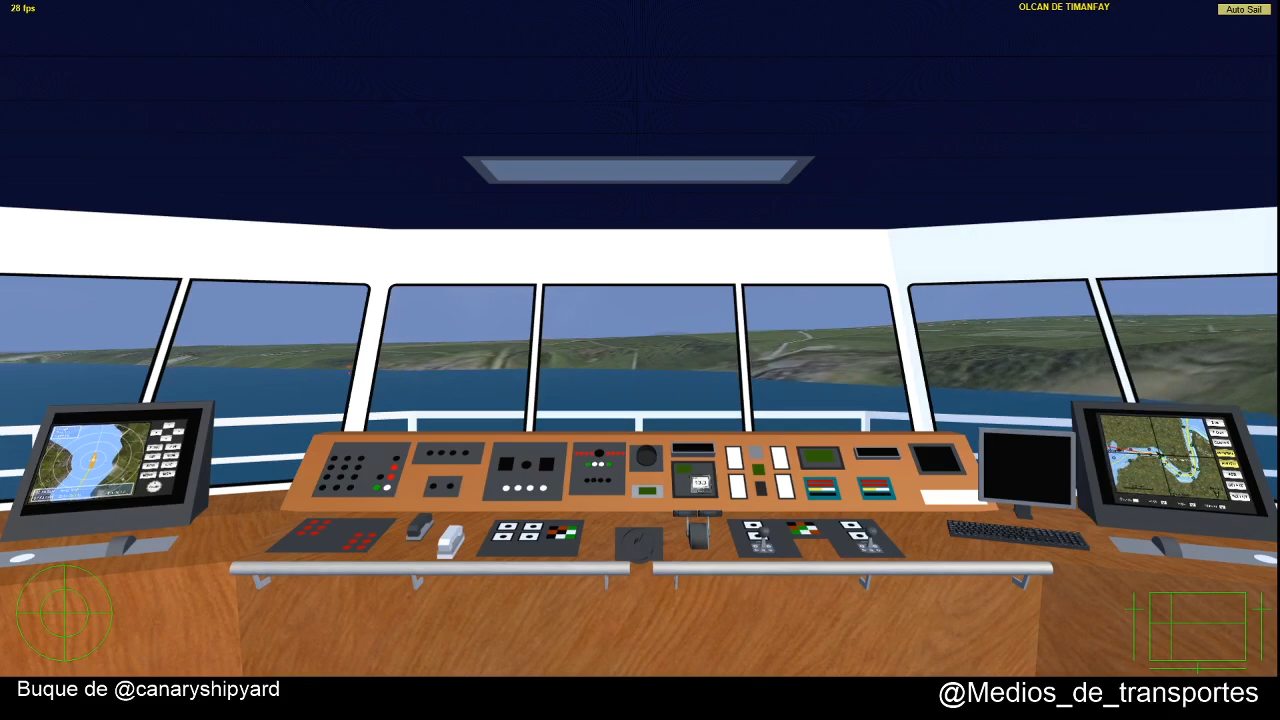 28 fps
OLCAN DE TIMANFAY
Auto Sail
Buque de @canaryshipyard
@Medios_de_transportes